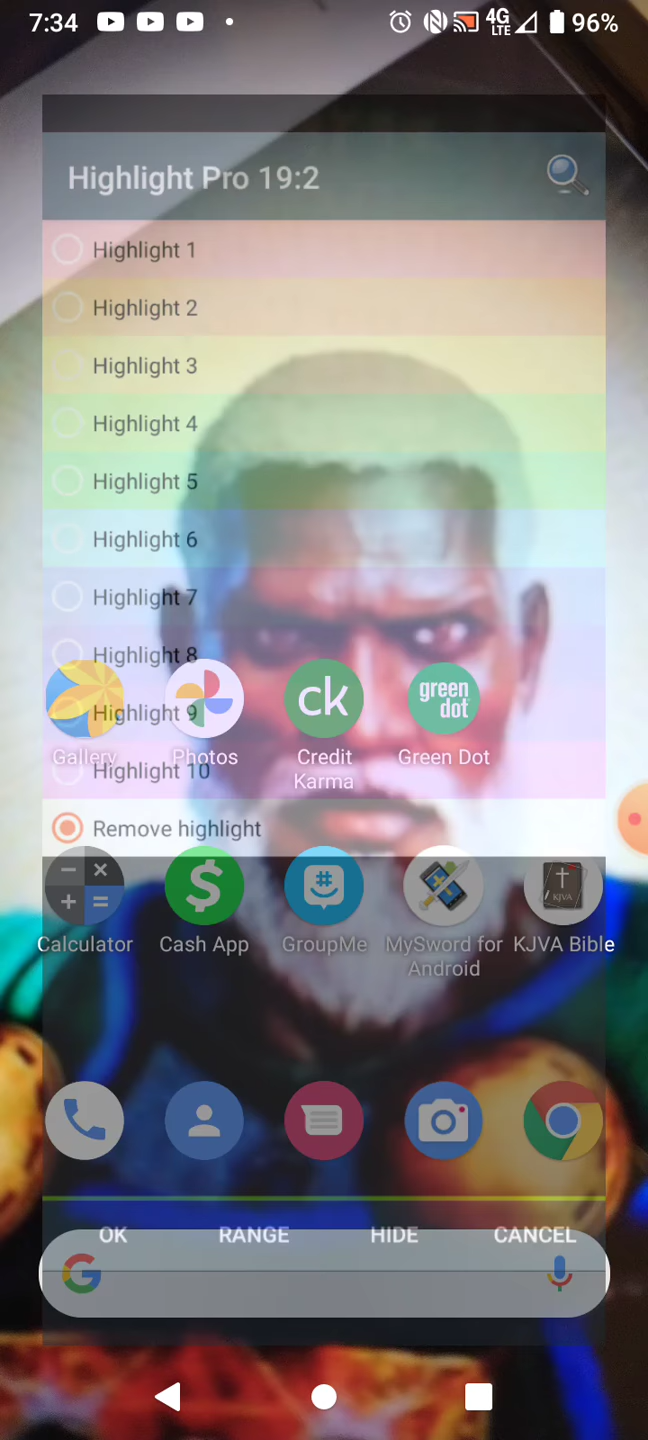 7:34
4G
LTE
96%
Highlight Pro 19:2
Highlight 1
Highlight 2
Highlight 3
Highlight 4
Highlight 5
Highlight 6
Highlight 7
Highlight 8
Highlight 9
Highlight 10
Remove highlight
ck
green
dot
Gallery
Photos
Credit
Karma
Green Dot
KJVA
Calculator
Cash App
GroupMe
MySword for
Android
KJVA Bible
OK
RANGE
HIDE
CANCEL